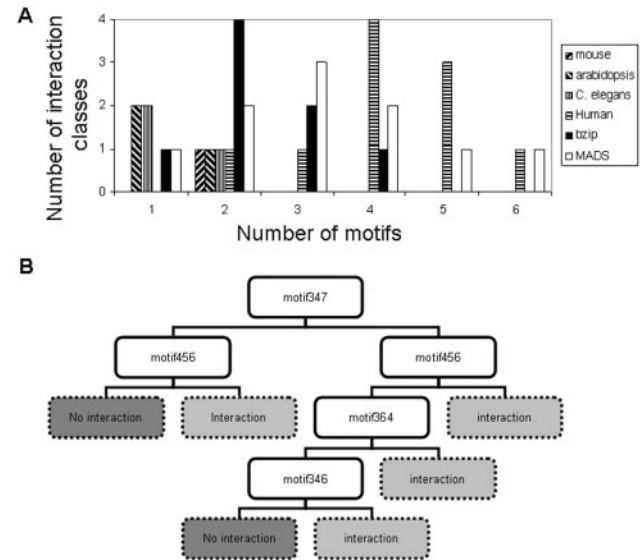 A
Number of interaction
classes
4
3
2
1
0
1 2 3 4 5 6
Number of motifs
mouse
arabidopsis
C. elegans
Human
bzip
MADS
B
motif347
motif456 motif456
No interaction Interaction motif364 interaction
motif346 interaction
No interaction interaction